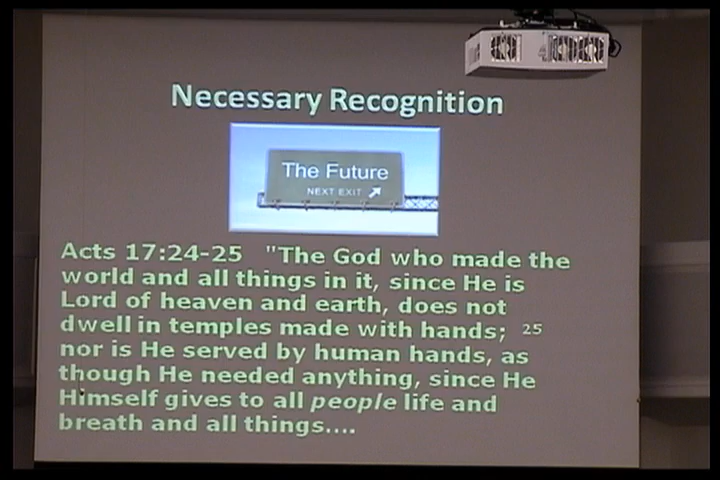 Necessary Recognition
The Future
NEXT EXIT
Acts 17:24-25 "The God who made the
world and all things in it, since He is
Lord of heaven and earth, does not
dwell in temples made with hands; 25
nor is He served by human hands, as
though He needed anything, since He
Himself gives to all people life and
breath and all things....